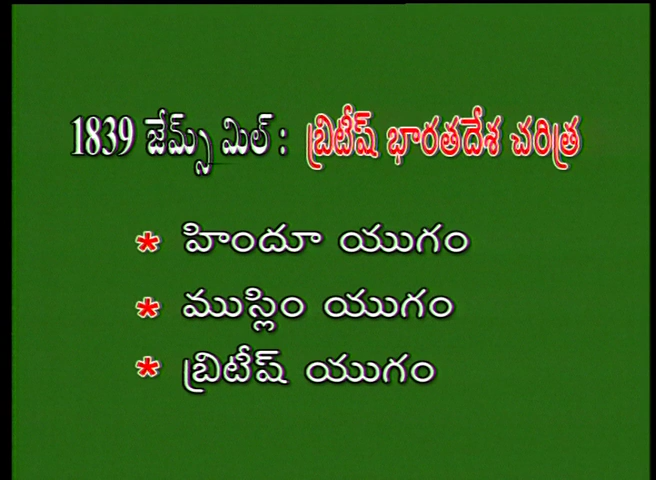 1839 జేమ్స్ మిల్ : బ్రిటీష్ భారతదేశ చరిత్ర
* హిందూ యుగం
* ముస్లిం యుగం
* బ్రిటీష్ యుగం